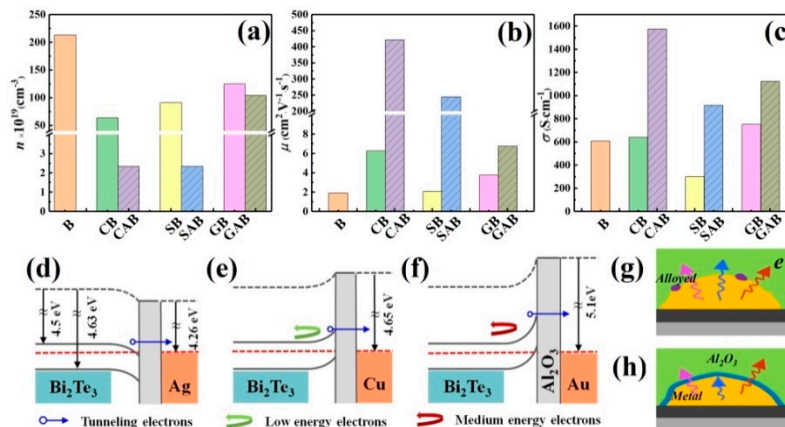 (a)
n ×10¹⁹(cm⁻³)
250
200
150
100
50
3
2
1
0
B
CB
CAB
SB
SAB
GB
GAB
(b)
μ(cm² V⁻¹ s⁻¹)
500
400
300
200
100
8
6
4
2
0
B
CB
CAB
SB
SAB
GB
GAB
(c)
σ (S cm⁻¹)
1600
1400
1200
1000
800
600
400
200
0
B
CB
CAB
SB
SAB
GB
GAB
(d)
4.5 eV
4.63 eV
4.26 eV
Bi₂Te₃
Ag
(e)
4.65 eV
Bi₂Te₃
Cu
(f)
5.1eV
Bi₂Te₃
Al₂O₃
Au
(g)
Alloyed
e
(h)
Al₂O₃
Metal
Tunneling electrons
Low energy electrons
Medium energy electrons